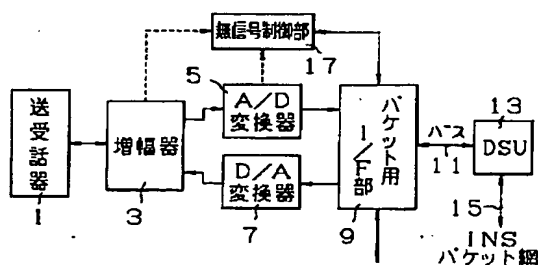 無信号制御部
17
5
A/D
変換器
送受話器
1
増幅器
3
D/A
変換器
7
パケット用
I/F部
9
バス
11
13
DSU
15
INS
パケット網